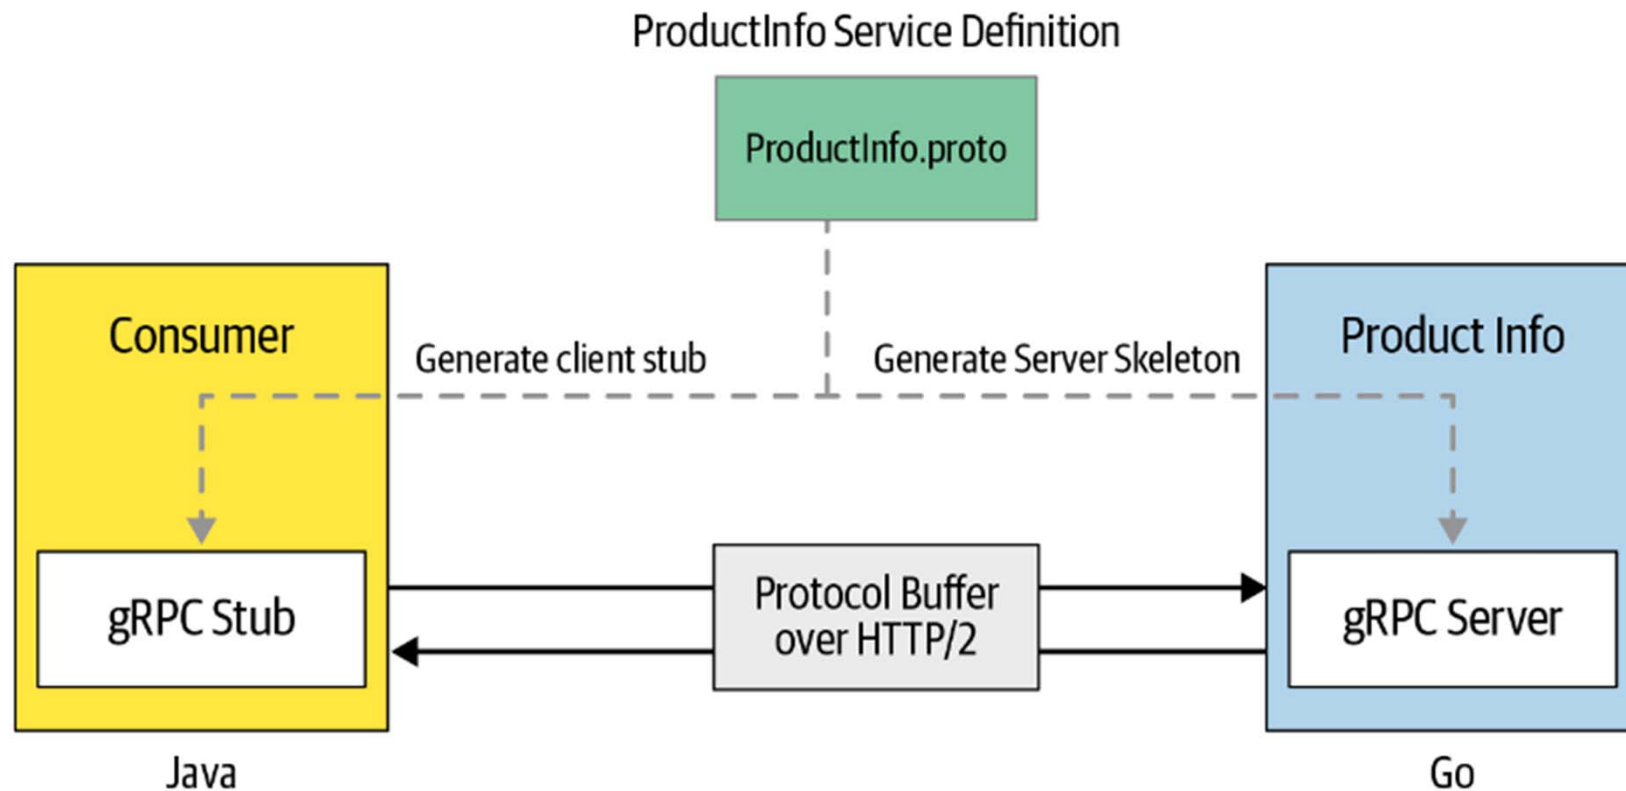 ProductInfo Service Definition
ProductInfo.proto
Consumer
Generate client stub
Generate Server Skeleton
Product Info
gRPC Stub
Protocol Buffer
over HTTP/2
gRPC Server
Java
Go